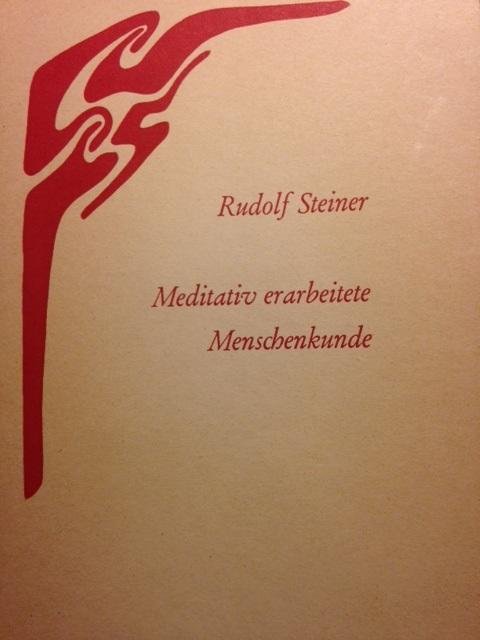 Rudolf Steiner
Meditativ erarbeitete
Menschenkunde